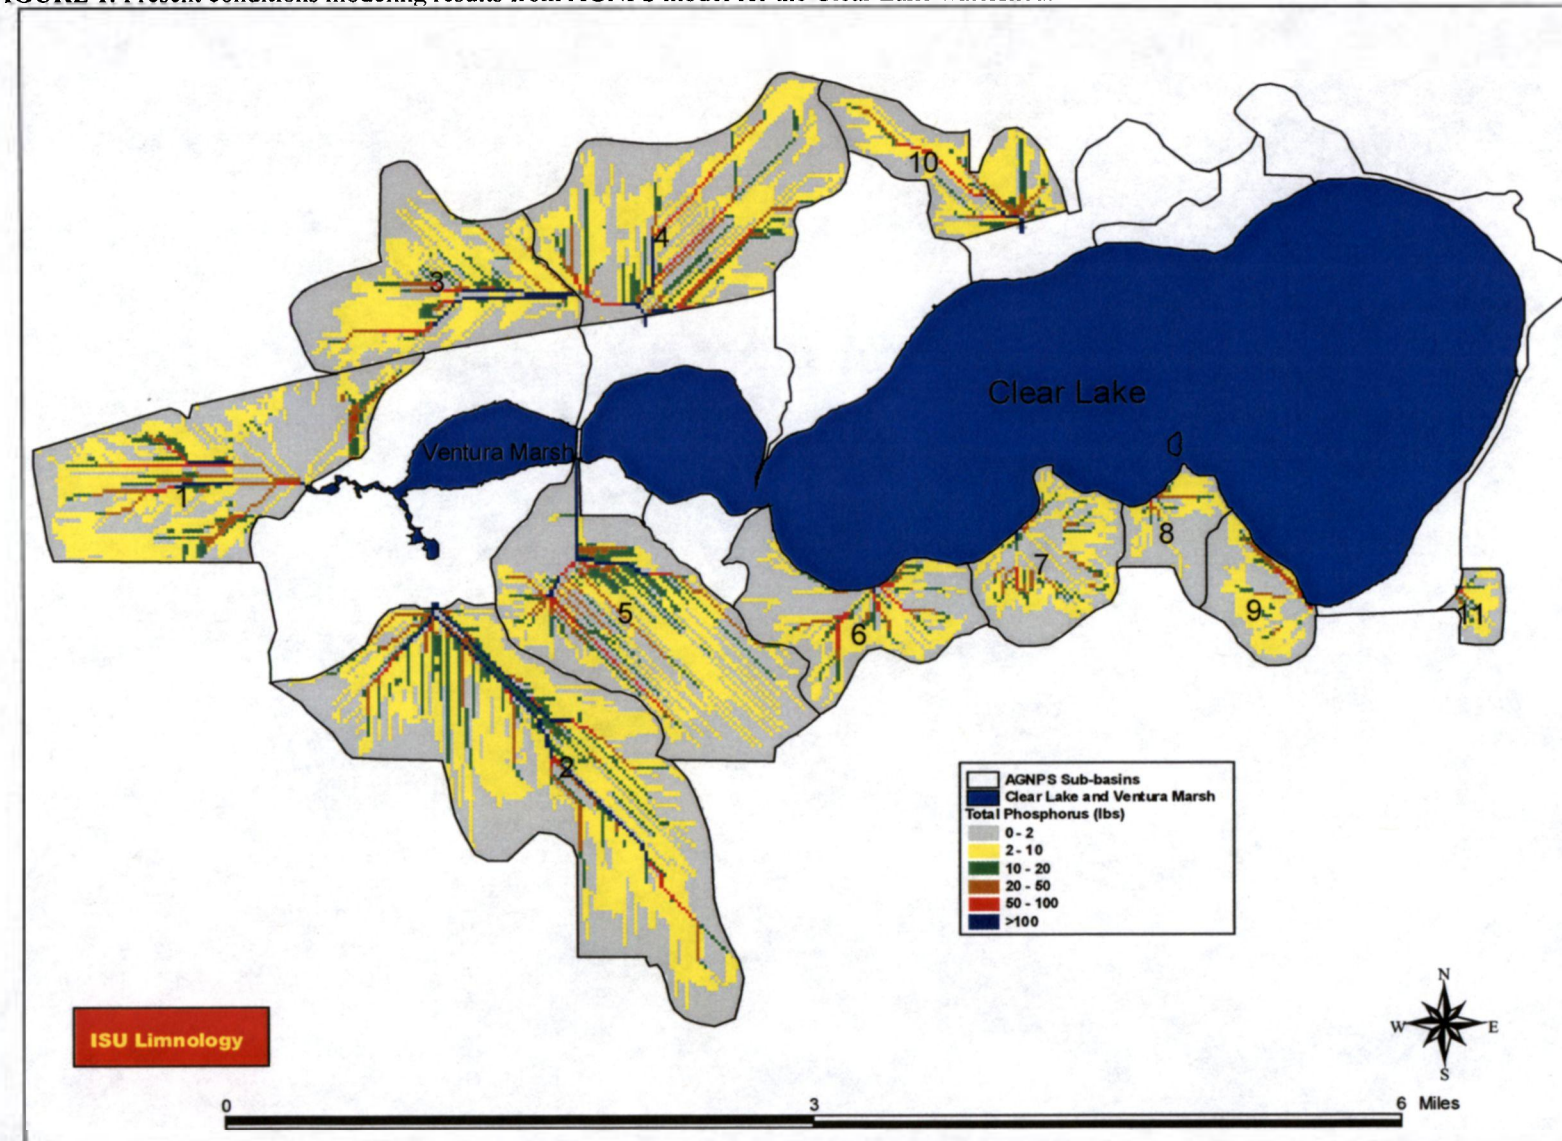 10
4
3
Clear Lake
Ventura Marsh
1
8
7
5
9
11
6
2
AGNPS Sub-basins
Clear Lake and Ventura Marsh
Total Phosphorus (lbs)
0 - 2
2 - 10
10 - 20
20 - 50
50 - 100
>100
N
W E
S
ISU Limnology
0 3 6 Miles